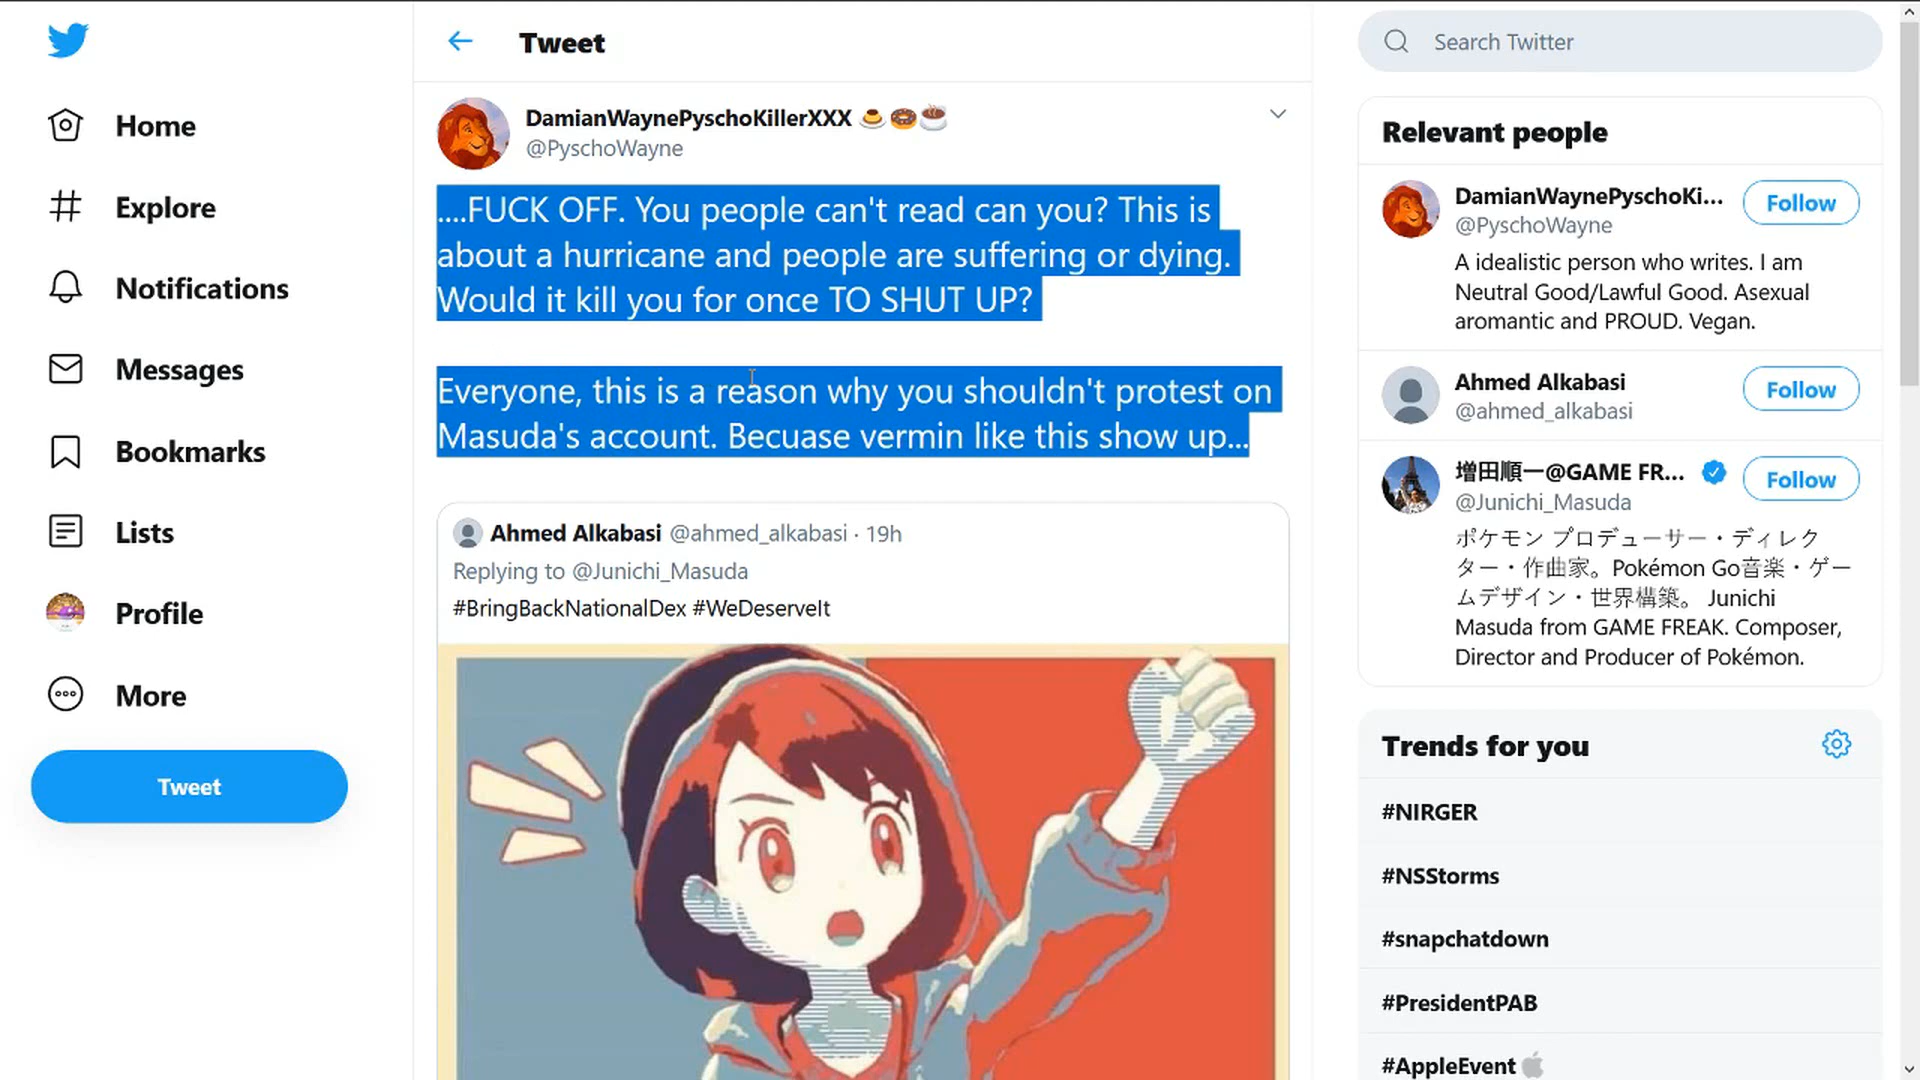 Home
Explore
Notifications
Messages
Bookmarks
Lists
Profile
More
Tweet
Tweet
DamianWaynePyschoKillerXXX
@PyschoWayne
....FUCK OFF. You people can't read can you? This is
about a hurricane and people are suffering or dying.
Would it kill you for once TO SHUT UP?
Everyone, this is a reason why you shouldn't protest on
Masuda's account. Becuase vermin like this show up...
Ahmed Alkabasi @ahmed_alkabasi · 19h
Replying to @Junichi_Masuda
#BringBackNationalDex #WeDeserveIt
Search Twitter
Relevant people
DamianWaynePyschoKi...
Follow
@PyschoWayne
A idealistic person who writes. I am
Neutral Good/Lawful Good. Asexual
aromantic and PROUD. Vegan.
Ahmed Alkabasi
Follow
@ahmed_alkabasi
増田順一@GAME FR...
Follow
@Junichi_Masuda
ポケモン プロデューサー・ディレク
ター・作曲家。Pokémon Go音楽・ゲー
ムデザイン・世界構築。 Junichi
Masuda from GAME FREAK. Composer,
Director and Producer of Pokémon.
Trends for you
#NIRGER
#NSStorms
#snapchatdown
#PresidentPAB
#AppleEvent